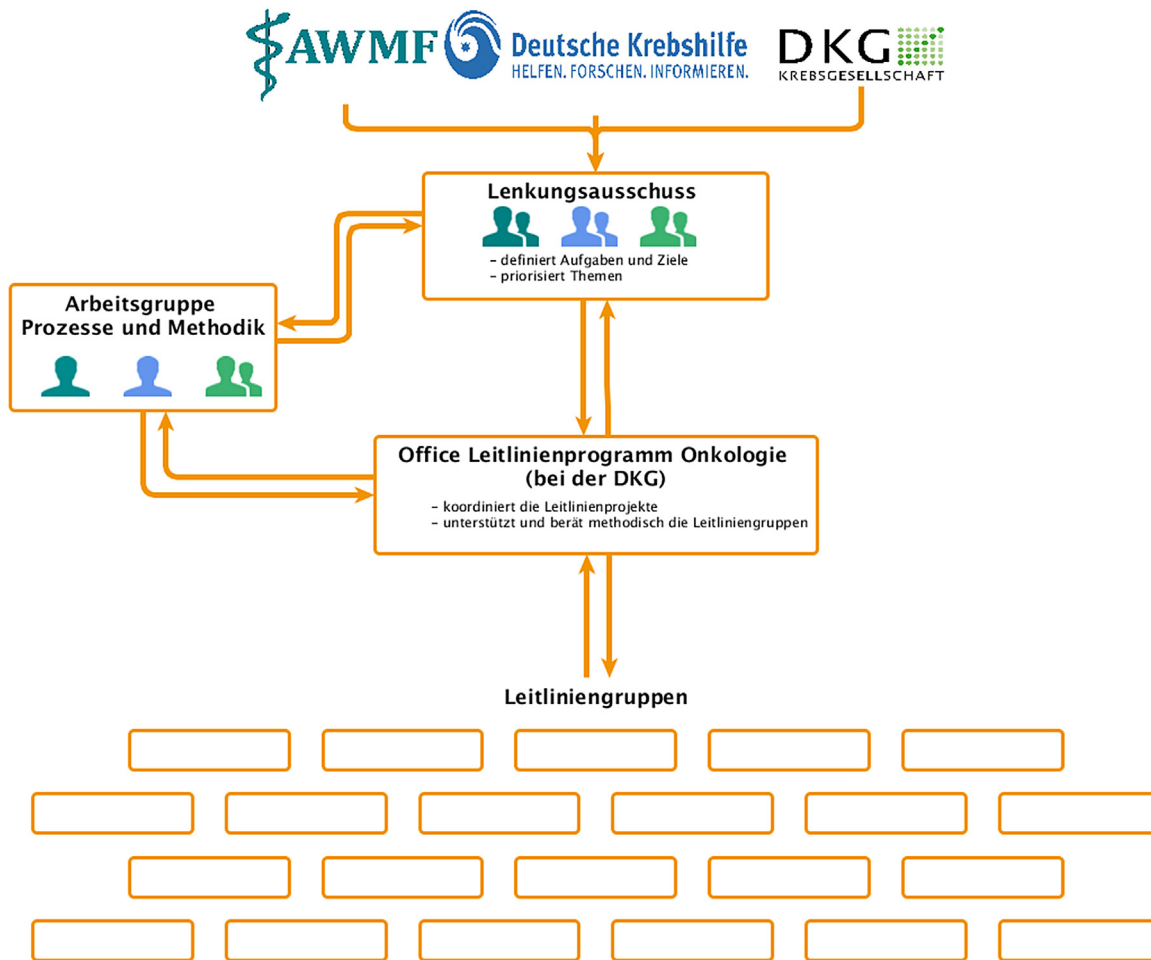 AWMF
Deutsche Krebshilfe
HELFEN. FORSCHEN. INFORMIEREN.
DKG
KREBSGESELLSCHAFT
Lenkungsausschuss
– definiert Aufgaben und Ziele
– priorisiert Themen
Arbeitsgruppe
Prozesse und Methodik
Office Leitlinienprogramm Onkologie
(bei der DKG)
– koordiniert die Leitlinienprojekte
– unterstützt und berät methodisch die Leitliniengruppen
Leitliniengruppen